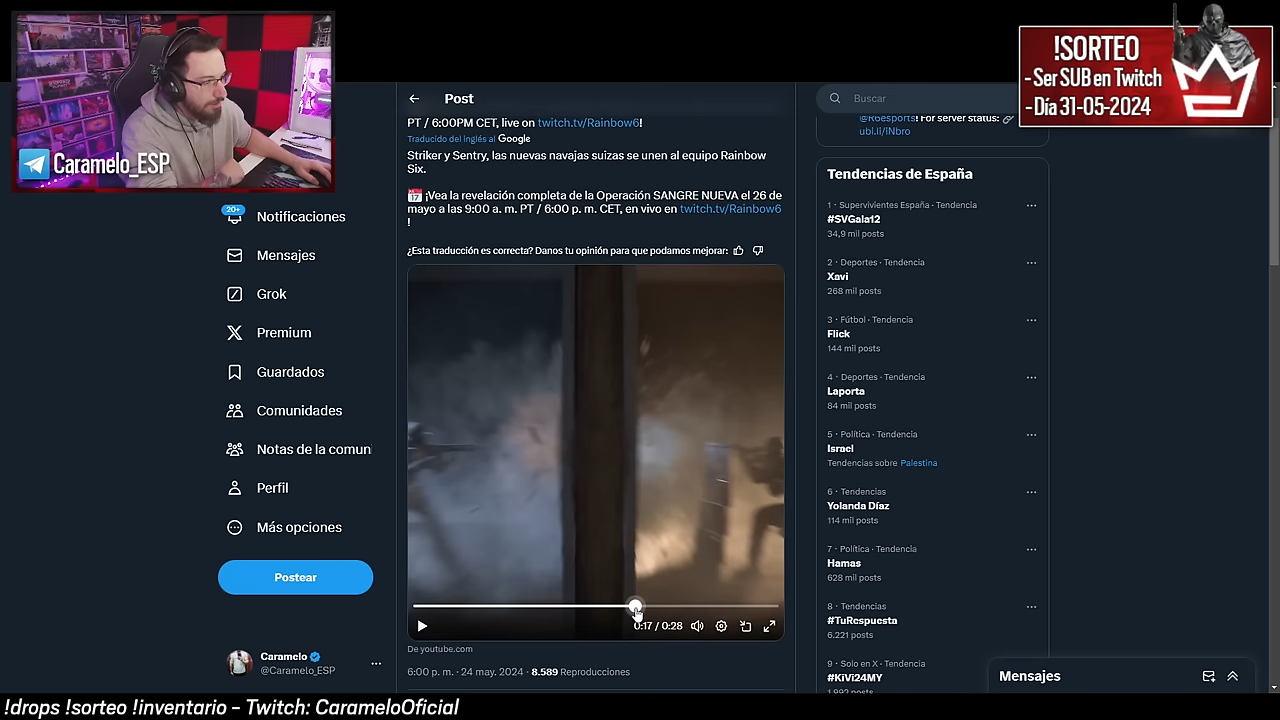 Caramelo_ESP
!SORTEO
- Ser SUB en Twitch
- Día 31-05-2024
Post
Buscar
PT / 6:00PM CET, live on twitch.tv/Rainbow6!
Traducido del inglés al Google
Striker y Sentry, las nuevas navajas suizas se unen al equipo Rainbow
Six.
17 ¡Vea la revelación completa de la Operación SANGRE NUEVA el 26 de
mayo a las 9:00 a. m. PT / 6:00 p. m. CET, en vivo en twitch.tv/Rainbow6
!
¿Esta traducción es correcta? Danos tu opinión para que podamos mejorar:
0:17 / 0:28
De youtube.com
6:00 p. m. · 24 may. 2024 · 8.589 Reproducciones
20+
Notificaciones
Mensajes
Grok
Premium
Guardados
Comunidades
Notas de la comuni
Perfil
Más opciones
Postear
Caramelo
@Caramelo_ESP
@R6esports! For server status:
ubi.li/iNbro
Tendencias de España
1 · Supervivientes España · Tendencia
#SVGala12
34,9 mil posts
2 · Deportes · Tendencia
Xavi
268 mil posts
3 · Fútbol · Tendencia
Flick
144 mil posts
4 · Deportes · Tendencia
Laporta
84 mil posts
5 · Política · Tendencia
Israel
Tendencias sobre Palestina
6 · Tendencias
Yolanda Díaz
114 mil posts
7 · Política · Tendencia
Hamas
628 mil posts
8 · Tendencias
#TuRespuesta
6.221 posts
9 · Solo en X · Tendencia
#KiVi24MY
1.992 posts
Mensajes
!drops !sorteo !inventario - Twitch: CarameloOficial